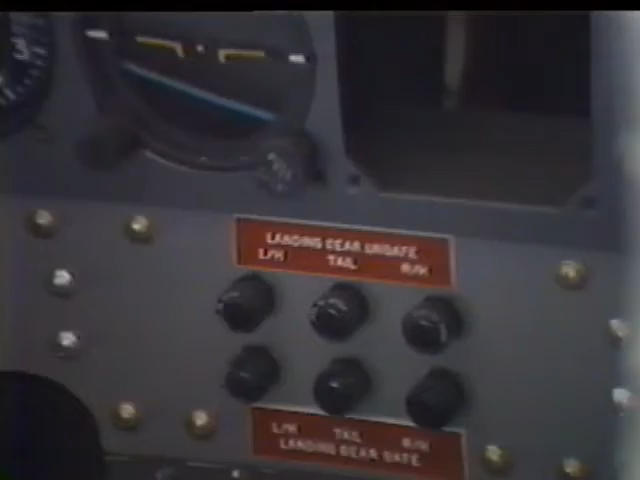 LANDING GEAR UNSAFE
L/H TAIL R/H
L/H TAIL R/H
LANDING GEAR SAFE